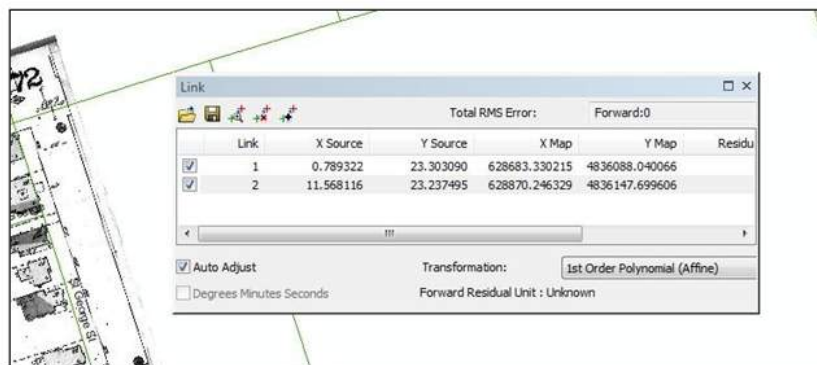 72
Link
Total RMS Error: Forward:0
Link X Source Y Source X Map Y Map Residu
1 0.789322 23.303090 628683.330215 4836088.040066
2 11.568116 23.237495 628870.246329 4836147.699606
Auto Adjust Transformation: 1st Order Polynomial (Affine)
Degrees Minutes Seconds Forward Residual Unit : Unknown
George St